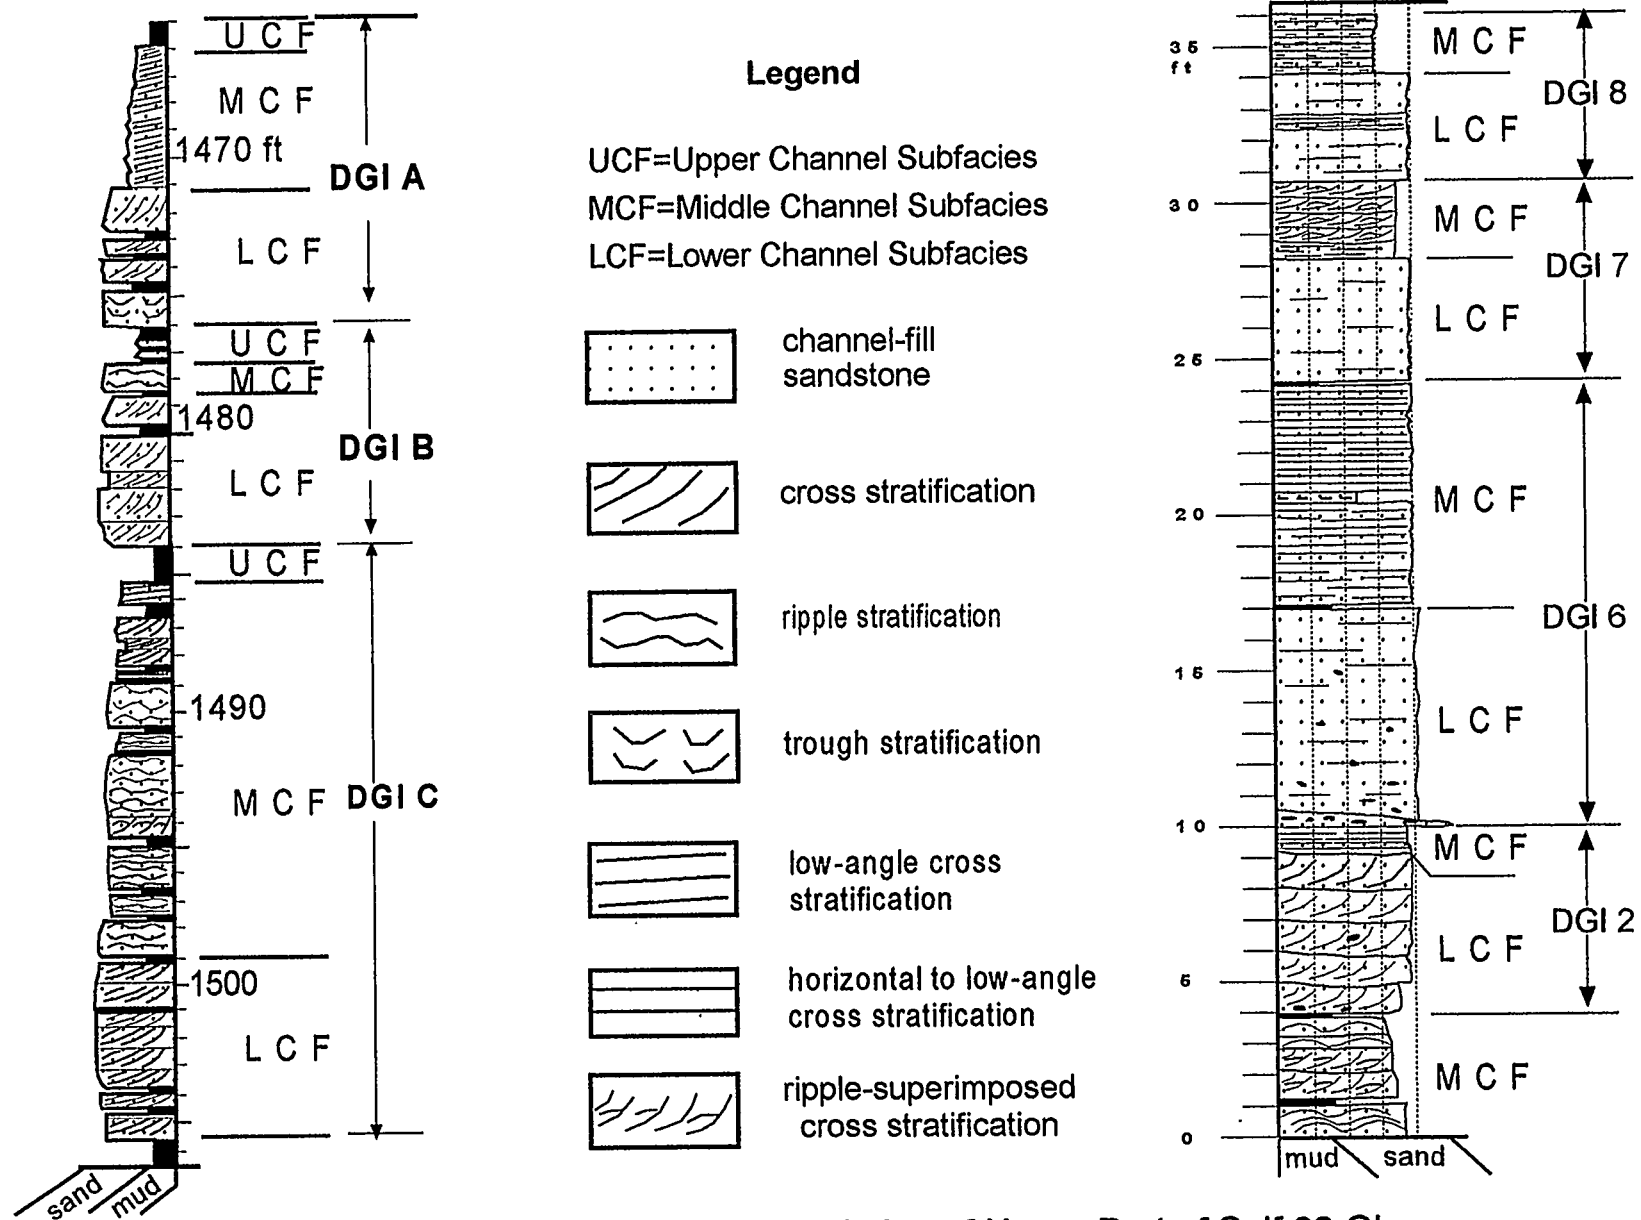 U C F
M C F
1470 ft
DGI A
L C F
U C F
M C F
1480
DGI B
L C F
U C F
1490
M C F
DGI C
1500
L C F
sand
mud
Legend
UCF=Upper Channel Subfacies
MCF=Middle Channel Subfacies
LCF=Lower Channel Subfacies
channel-fill
sandstone
cross stratification
ripple stratification
trough stratification
low-angle cross
stratification
horizontal to low-angle
cross stratification
ripple-superimposed
cross stratification
35
ft
M C F
DGI 8
L C F
30
M C F
DGI 7
L C F
25
M C F
20
DGI 6
15
L C F
10
M C F
DGI 2
L C F
5
M C F
0
mud
sand